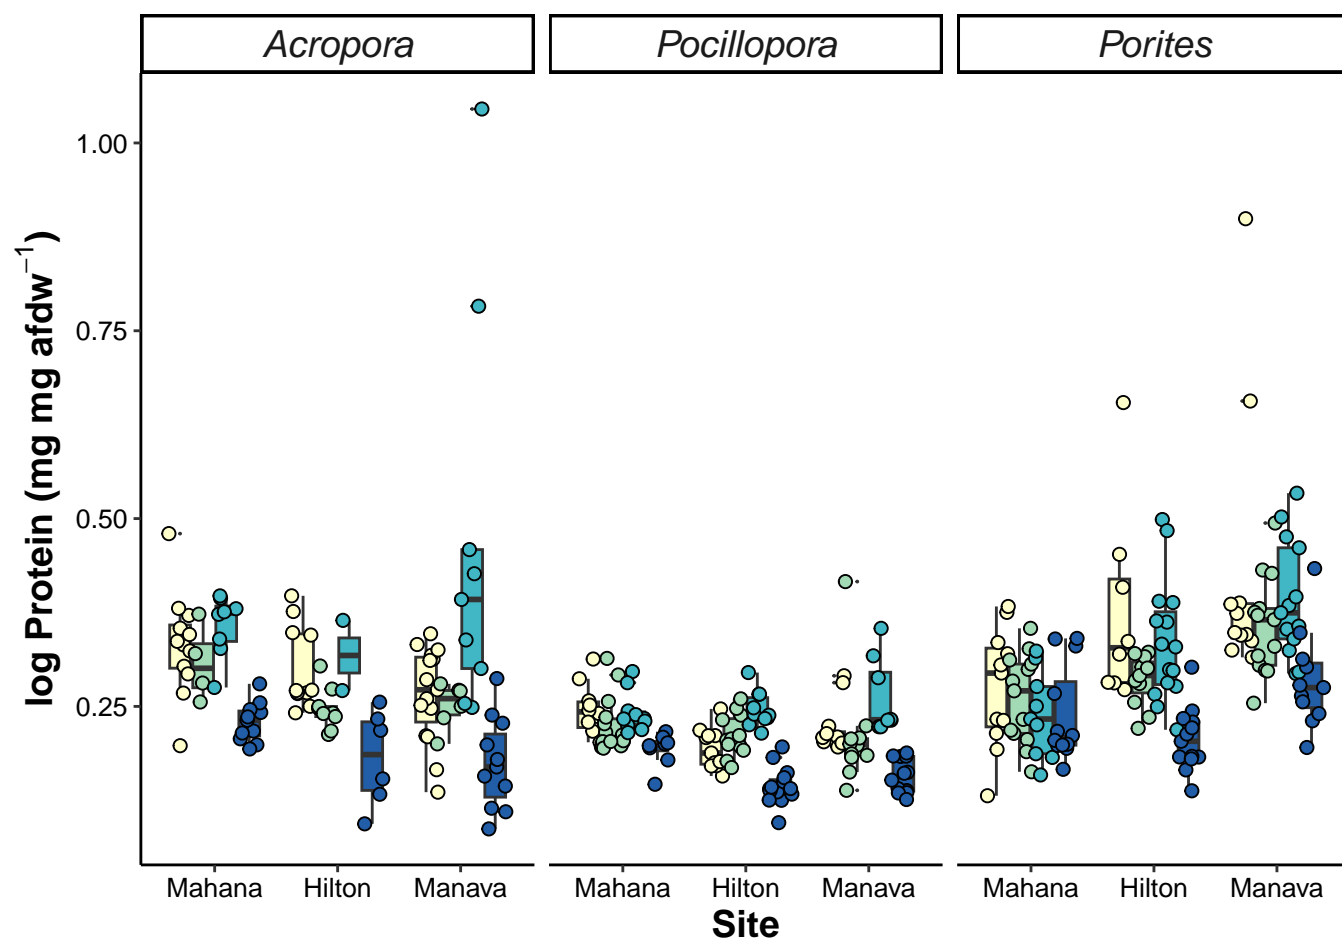 Acropora Pocillopora Porites
log Protein (mg mg afdw⁻¹)
1.00
0.75
0.50
0.25
Mahana Hilton Manava Mahana Hilton Manava Mahana Hilton Manava
Site